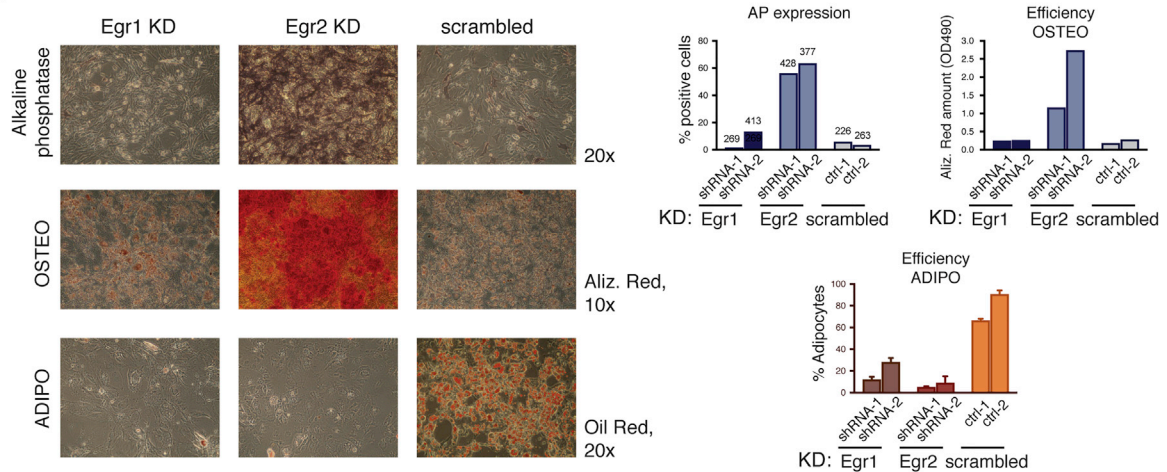 Egr1 KD
Egr2 KD
scrambled
Alkaline
phosphatase
20x
OSTEO
Aliz. Red,
10x
ADIPO
Oil Red,
20x
AP expression
% positive cells
80
60
40
20
0
269
413
428
377
226
263
shRNA-1
shRNA-2
shRNA-1
shRNA-2
ctrl-1
ctrl-2
KD: Egr1 Egr2 scrambled
Efficiency
OSTEO
Aliz. Red amount (OD490)
3.0
2.5
2.0
1.5
1.0
0.5
0.0
shRNA-1
shRNA-2
shRNA-1
shRNA-2
ctrl-1
ctrl-2
KD: Egr1 Egr2 scrambled
Efficiency
ADIPO
% Adipocytes
100
80
60
40
20
0
shRNA-1
shRNA-2
shRNA-1
shRNA-2
ctrl-1
ctrl-2
KD: Egr1 Egr2 scrambled